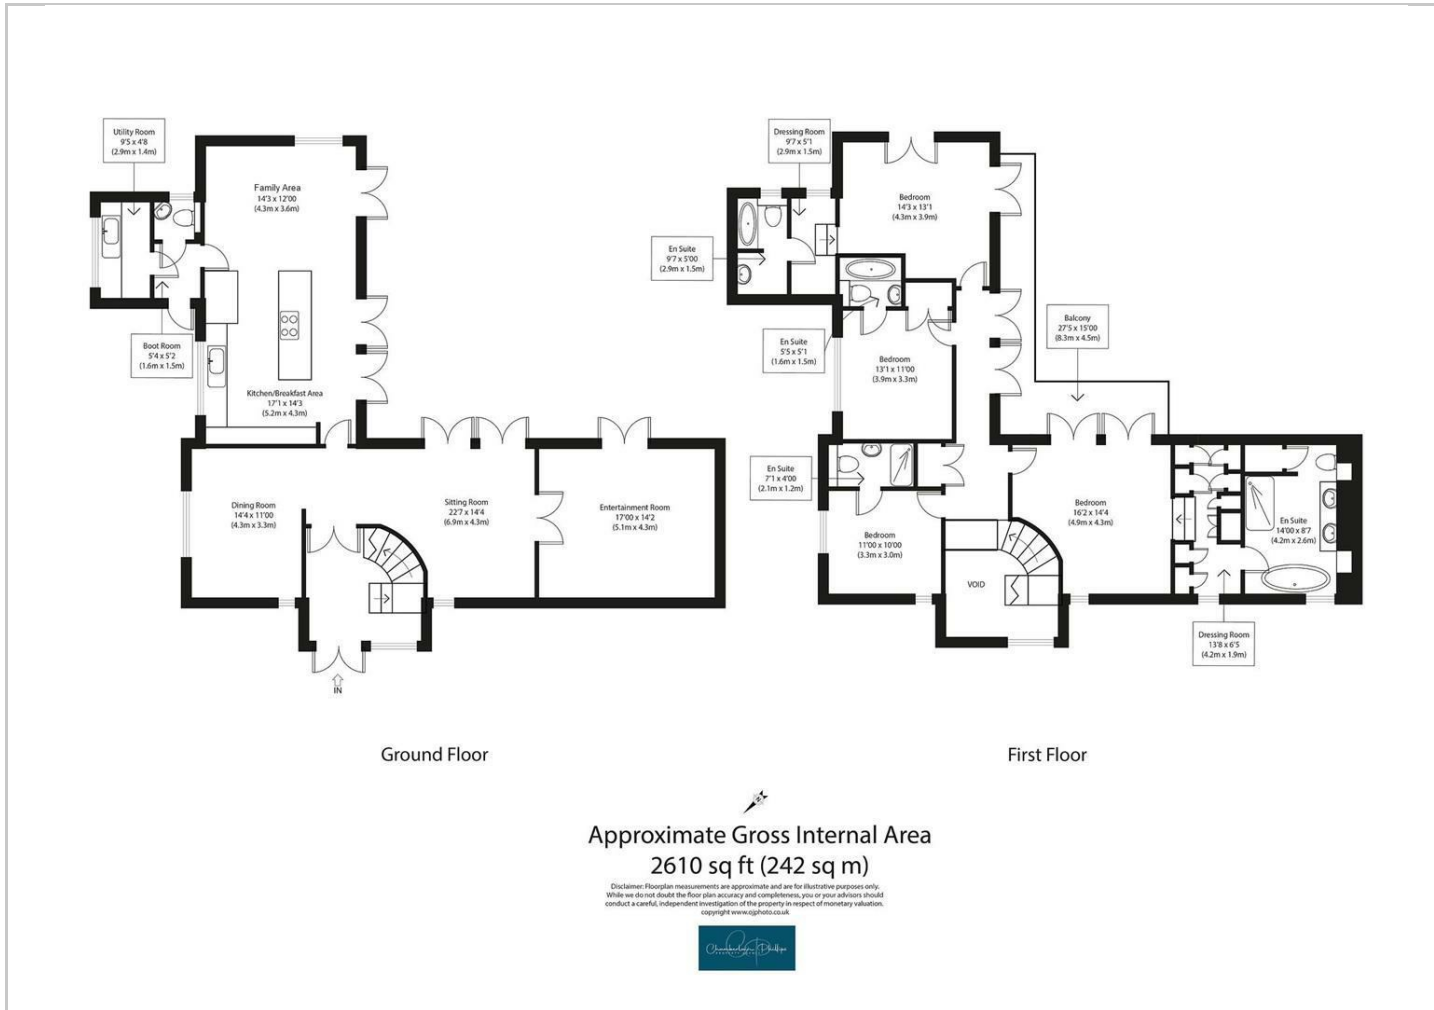 Utility Room
9'5 x 4'8
(2.9m x 1.4m)
Family Area
14'3 x 12'00
(4.3m x 3.6m)
Boot Room
5'4 x 5'2
(1.6m x 1.5m)
Kitchen/Breakfast Area
17'1 x 14'3
(5.2m x 4.3m)
Dining Room
14'4 x 11'00
(4.3m x 3.3m)
Sitting Room
22'7 x 14'4
(6.9m x 4.3m)
Entertainment Room
17'00 x 14'2
(5.1m x 4.3m)
IN
Ground Floor
Dressing Room
9'7 x 5'1
(2.9m x 1.5m)
Bedroom
14'3 x 13'1
(4.3m x 3.9m)
En Suite
9'7 x 5'00
(2.9m x 1.5m)
En Suite
5'5 x 5'1
(1.6m x 1.5m)
Balcony
27'5 x 15'00
(8.3m x 4.5m)
Bedroom
13'1 x 11'00
(3.9m x 3.3m)
En Suite
7'1 x 4'00
(2.1m x 1.2m)
Bedroom
16'2 x 14'4
(4.9m x 4.3m)
En Suite
14'00 x 8'7
(4.2m x 2.6m)
Bedroom
11'00 x 10'00
(3.3m x 3.0m)
VOID
Dressing Room
13'8 x 6'5
(4.2m x 1.9m)
First Floor
Approximate Gross Internal Area
2610 sq ft (242 sq m)
Disclaimer: Floorplan measurements are approximate and are for illustrative purposes only.
While we do not doubt the floor plan accuracy and completeness, you or your advisors should
conduct a careful, independent investigation of the property in respect of monetary valuation.
copyright www.ojphoto.co.uk
Chamberlain Phillips